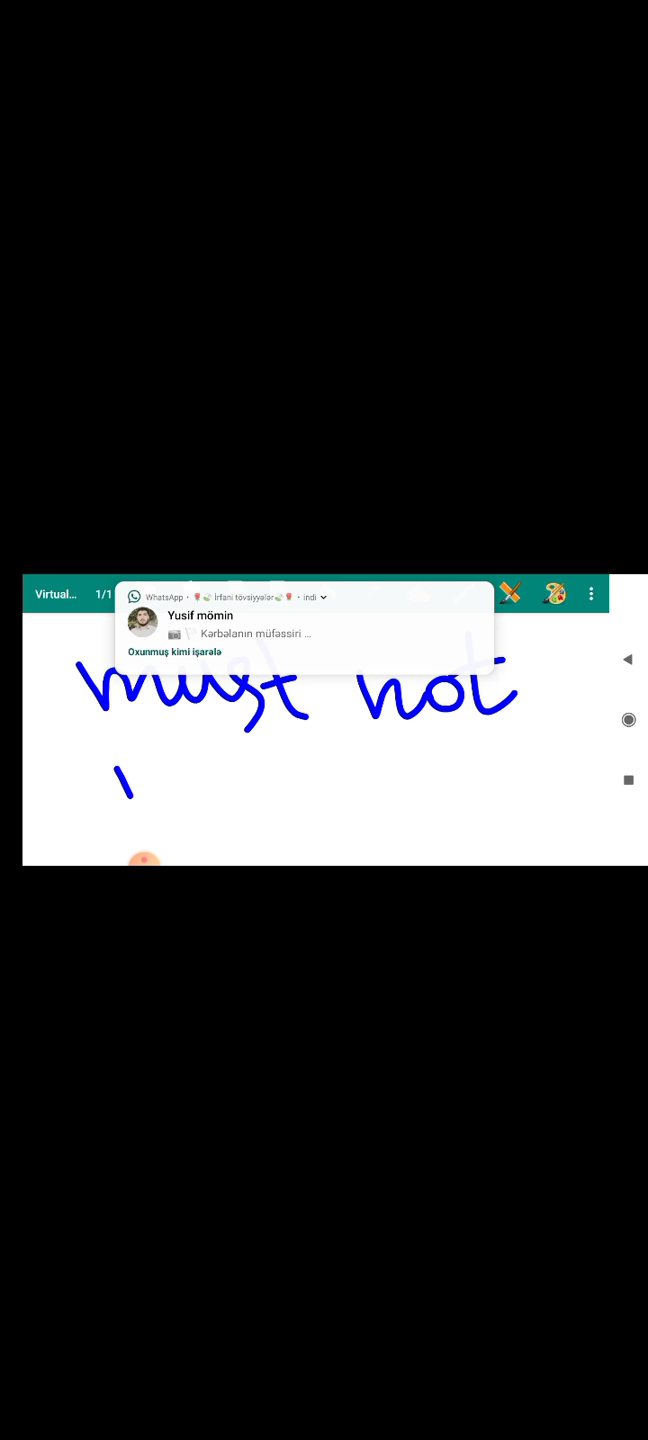 Virtual... 1/1
WhatsApp • 🌹🍃 İrfani tövsiyyələr🍃🌹 • indi
Yusif mömin
📷 🏳 Kərbəlanın müfəssiri ...
Oxunmuş kimi işarələ
must not